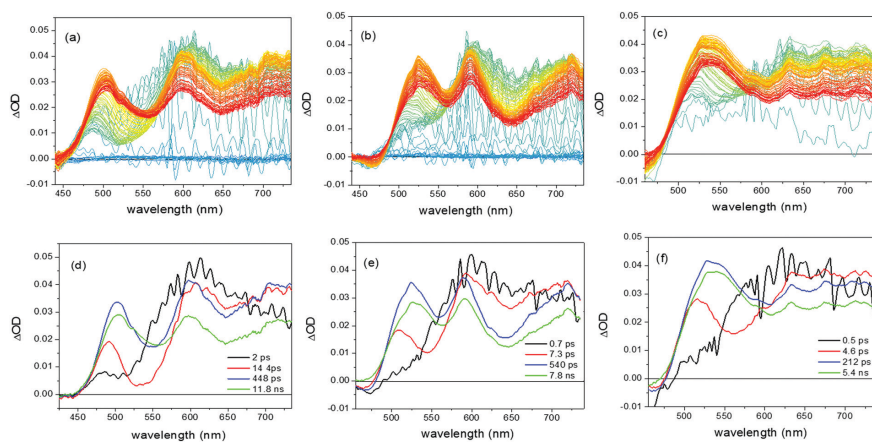 (a)
(b)
(c)
0.05
0.04
0.03
0.02
0.01
0.00
-0.01
ΔOD
450 500 550 600 650 700
wavelength (nm)
0.05
0.04
0.03
0.02
0.01
0.00
-0.01
ΔOD
450 500 550 600 650 700
wavelength (nm)
0.05
0.04
0.03
0.02
0.01
0.00
-0.01
ΔOD
500 550 600 650 700
wavelength (nm)
(d)
(e)
(f)
0.05
0.04
0.03
0.02
0.01
0.00
-0.01
ΔOD
2 ps
14 4ps
448 ps
11.8 ns
450 500 550 600 650 700
wavelength (nm)
0.05
0.04
0.03
0.02
0.01
0.00
-0.01
ΔOD
0.7 ps
7.3 ps
540 ps
7.8 ns
450 500 550 600 650 700
wavelength (nm)
0.05
0.04
0.03
0.02
0.01
0.00
-0.01
ΔOD
0.5 ps
4.6 ps
212 ps
5.4 ns
500 550 600 650 700
wavelength (nm)